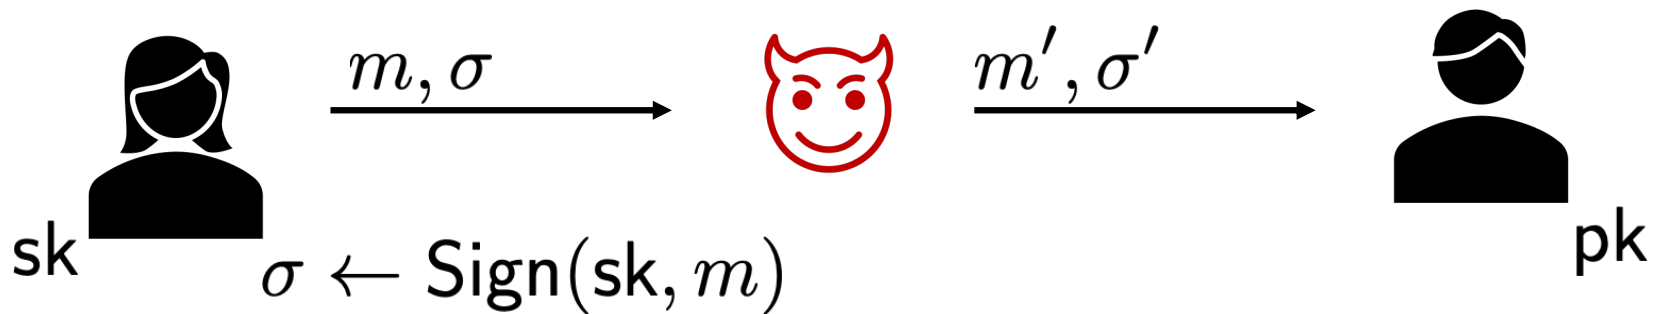 m, σ
m′, σ′
sk
pk
σ ← Sign(sk, m)